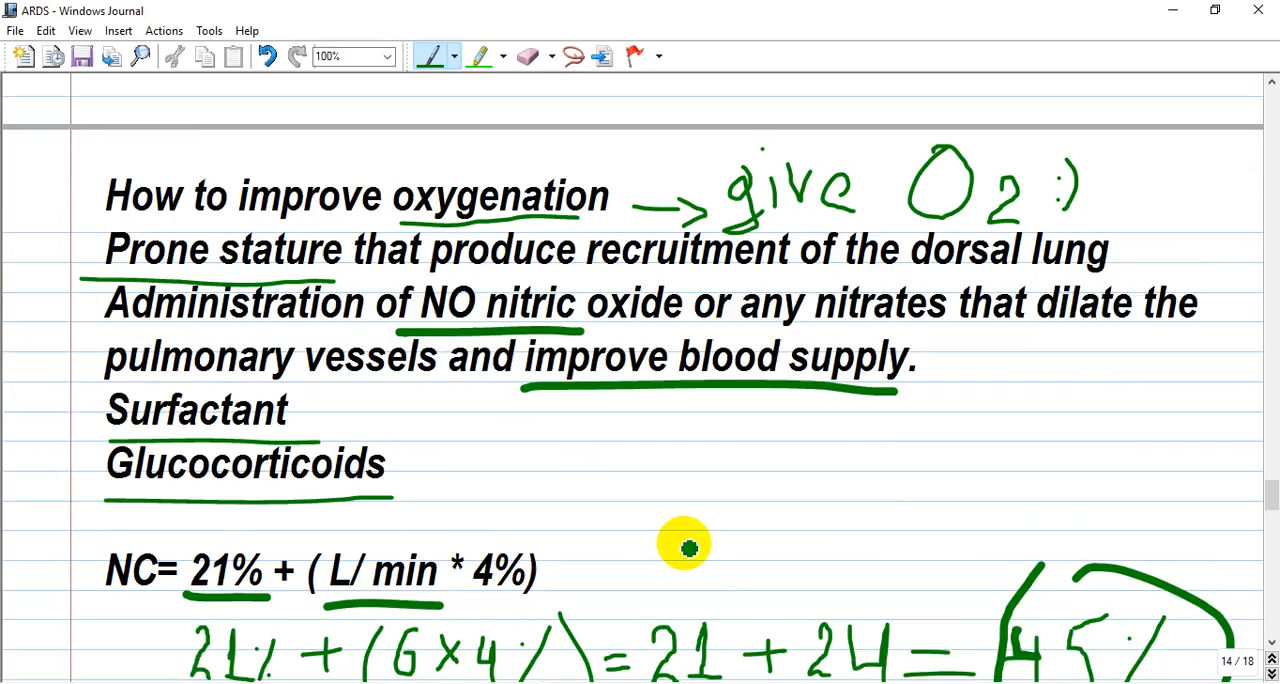 ARDS - Windows Journal
File Edit View Insert Actions Tools Help
100%
How to improve oxygenation → give O2 :)
Prone stature that produce recruitment of the dorsal lung
Administration of NO nitric oxide or any nitrates that dilate the
pulmonary vessels and improve blood supply.
Surfactant
Glucocorticoids
NC= 21% + ( L/ min * 4%)
21% + (6 x 4%) = 21 + 24 = 45%
14 / 18